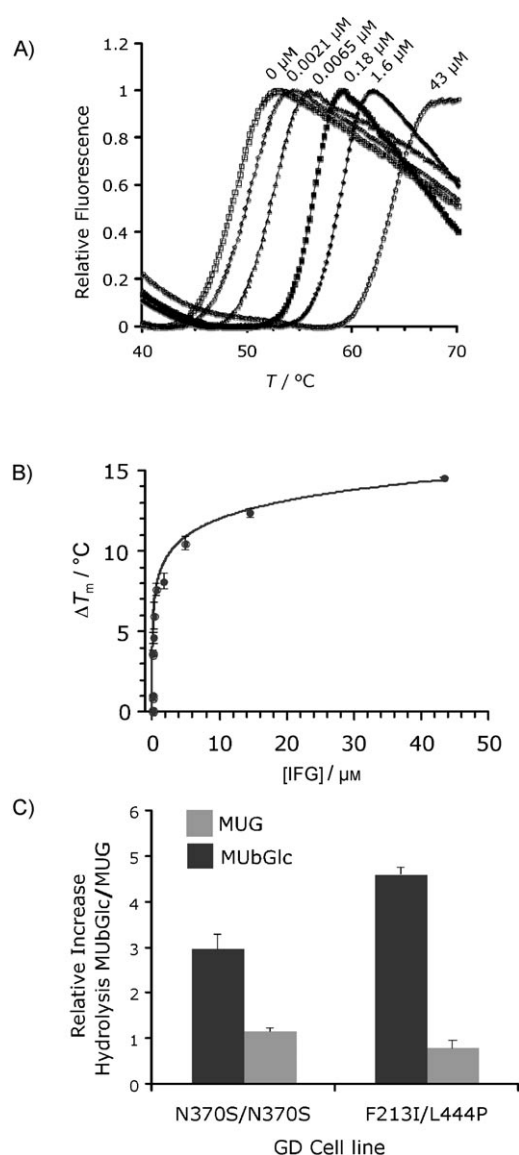 A)
0 µM
0.0021 µM
0.0065 µM
0.18 µM
1.6 µM
43 µM
1.2
1
0.8
0.6
0.4
0.2
0
Relative Fluorescence
40
50
60
70
T / °C
B)
15
10
5
0
ΔTm / °C
0
10
20
30
40
50
[IFG] / µM
C)
MUG
MUbGlc
6
5
4
3
2
1
0
Relative Increase
Hydrolysis MUbGlc/MUG
N370S/N370S
F213I/L444P
GD Cell line